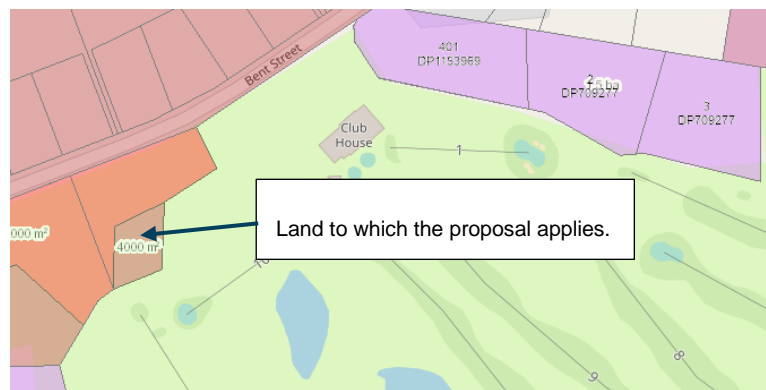 401
DP1153969
Bent Street
2
DP709277
3
DP709277
Club
House
1
Land to which the proposal applies.
000 m²
4000 m²
10
8
9